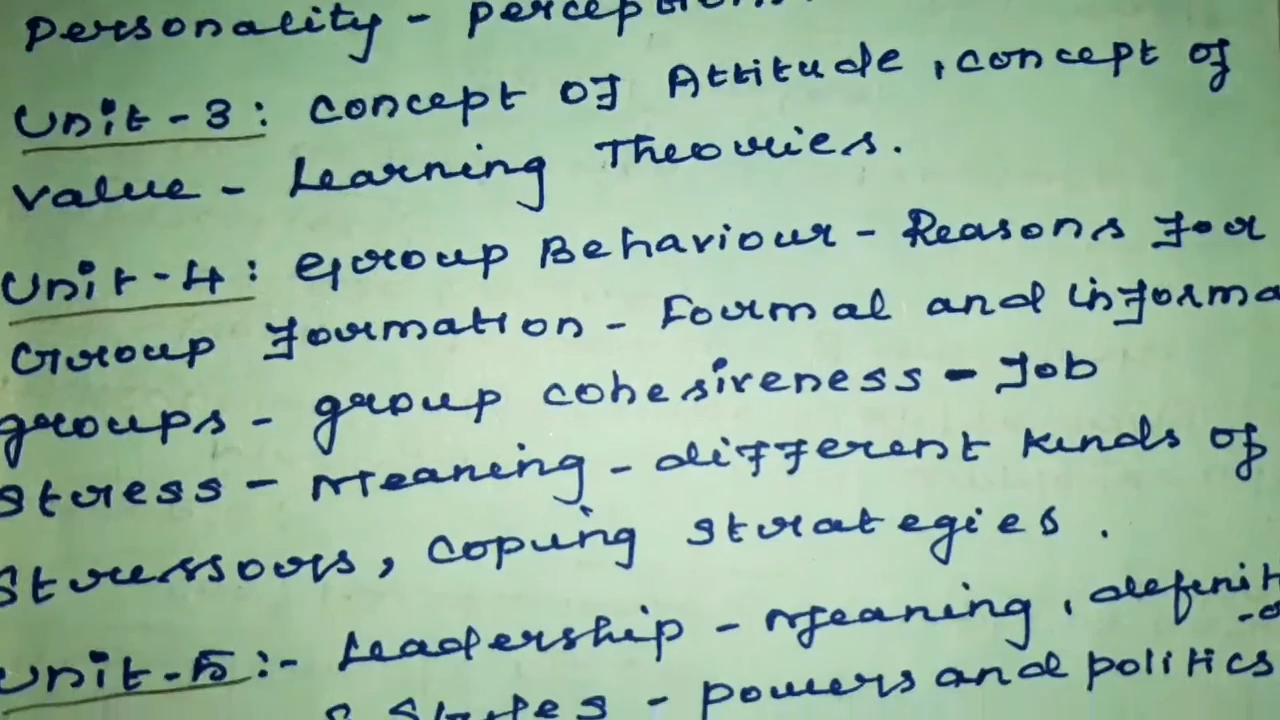 Personality - perceptions.
Unit-3: concept of Attitude, concept of
value - Learning Theories.
Unit-4: Group Behaviour - Reasons for
Group formation - Formal and informa
groups - group cohesiveness - Job
stress - Meaning - different kinds of
stressors, coping strategies.
Unit-5:- Leadership - Meaning, definit
styles - powers and politics